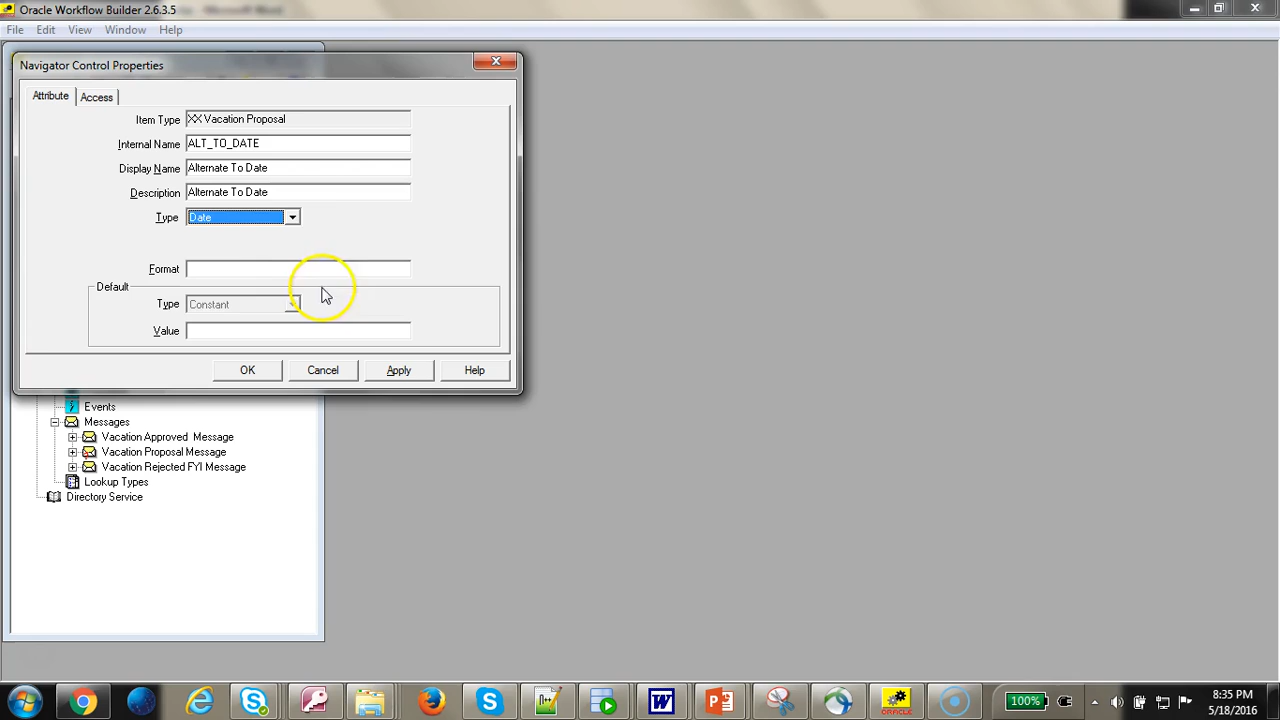 Oracle Workflow Builder 2.6.3.5
File Edit View Window Help
Navigator Control Properties
Attribute Access
Item Type XX Vacation Proposal
Internal Name ALT_TO_DATE
Display Name Alternate To Date
Description Alternate To Date
Type Date
Format
Default
Type Constant
Value
OK Cancel Apply Help
Events
Messages
Vacation Approved Message
Vacation Proposal Message
Vacation Rejected FYI Message
Lookup Types
Directory Service
100%
8:35 PM
5/18/2016
ORACLE